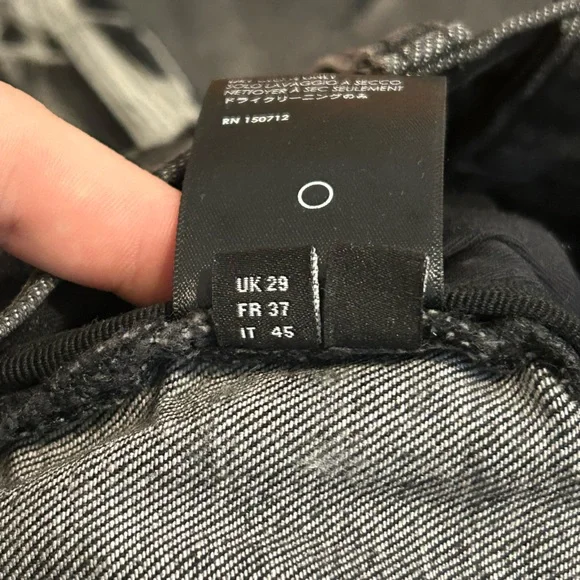 SOLO LAVAGGIO A SECCO
NETTOYER A SEC SEULEMENT
ドライクリーニングのみ
RN 150712
UK 29
FR 37
IT 45